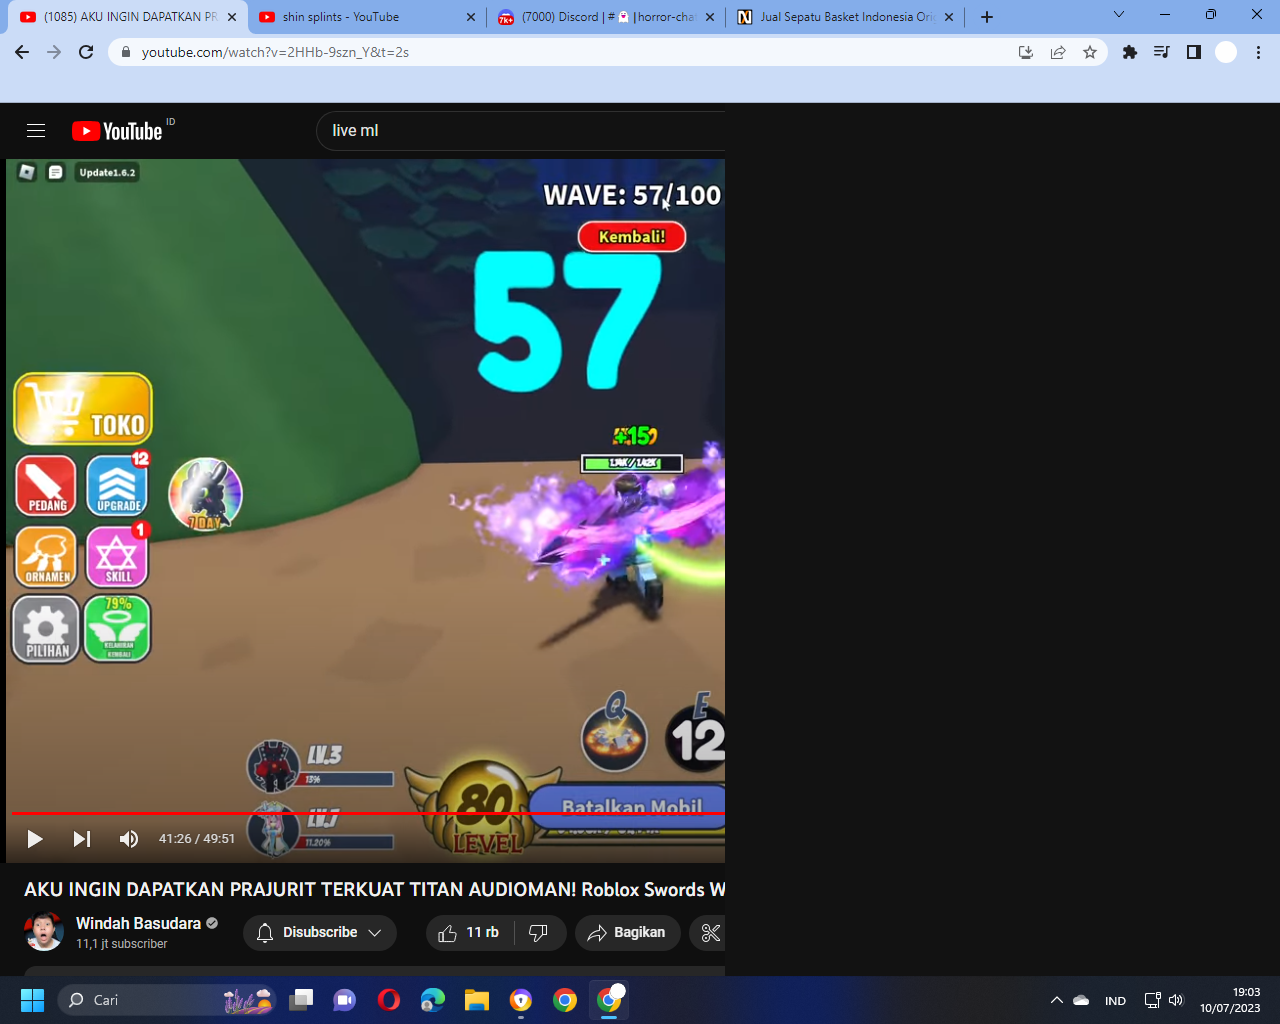 (1085) AKU INGIN DAPATKAN PR
shin splints - YouTube
(7000) Discord | #👻|horror-cha
Jual Sepatu Basket Indonesia Ori
youtube.com/watch?v=2HHb-9szn_Y&t=2s
YouTube ID
live ml
Update1.6.2
WAVE: 57/100
Kembali!
57
TOKO
+15
12
PEDANG
UPGRADE
7 DAY
1
ORNAMEN
SKILL
79%
PILIHAN
KEMBALI
Q
E
12
LV.3
13%
80
LEVEL
Batalkan Mobil
LV.7
11.20%
41:26 / 49:51
AKU INGIN DAPATKAN PRAJURIT TERKUAT TITAN AUDIOMAN! Roblox Swords W
Windah Basudara
11,1 jt subscriber
Disubscribe
11 rb
Bagikan
Cari
IND
19:03
10/07/2023